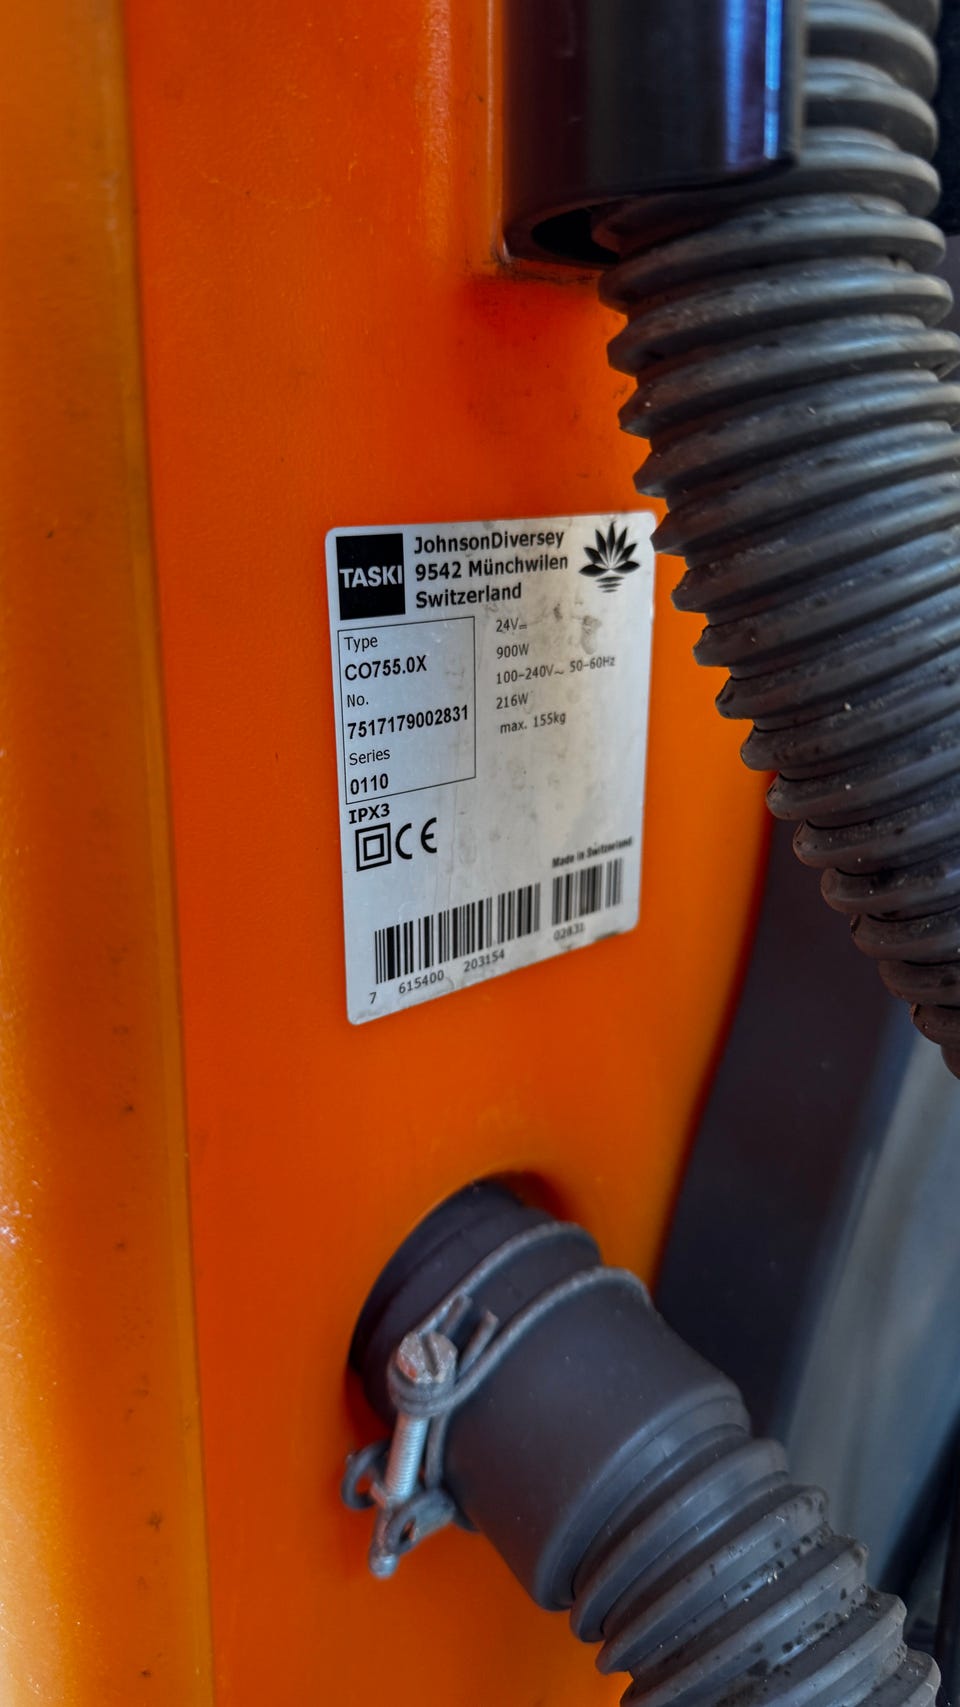 TASKI
JohnsonDiversey
9542 Münchwilen
Switzerland
Type
CO755.0X
No.
7517179002831
Series
0110
IPX3
CE
24V⎓
900W
100-240V~ 50-60Hz
216W
max. 155kg
Made in Switzerland
7 615400 203154
02831